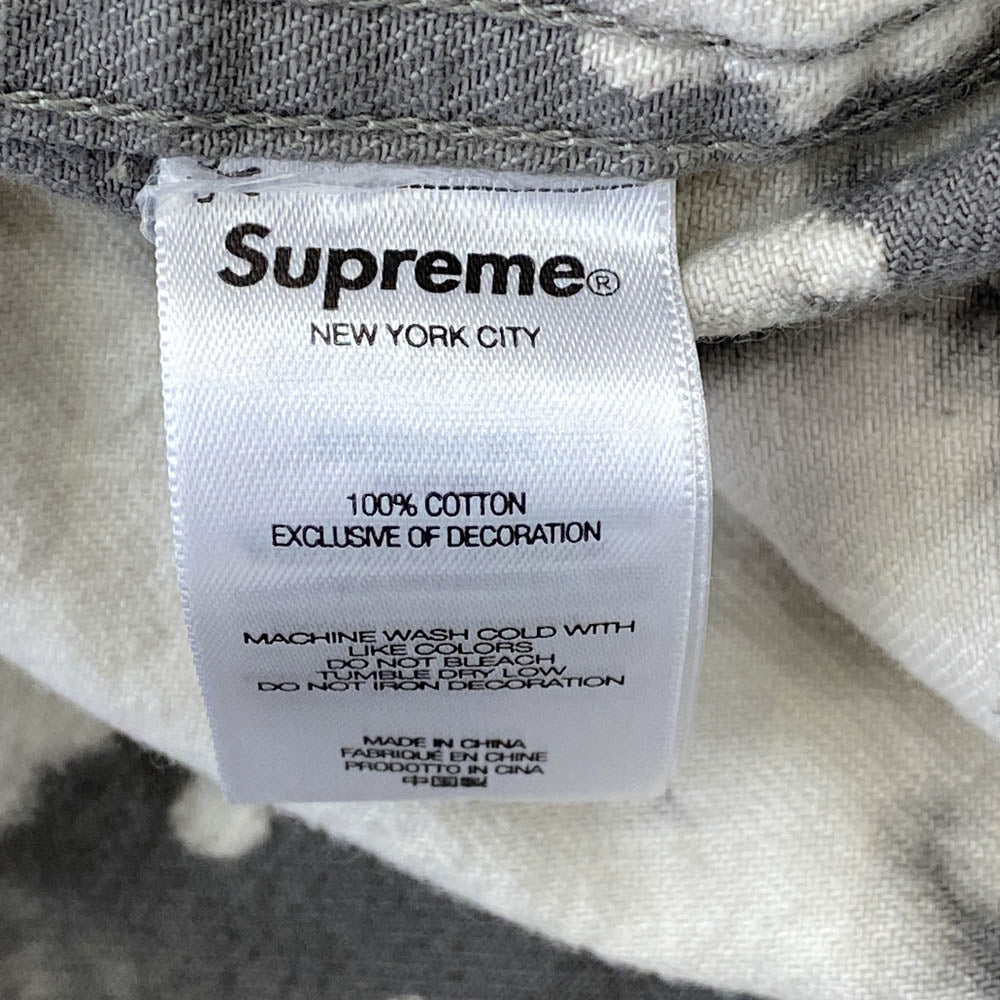 Supreme®
NEW YORK CITY
100% COTTON
EXCLUSIVE OF DECORATION
MACHINE WASH COLD WITH
LIKE COLORS
DO NOT BLEACH
TUMBLE DRY LOW
DO NOT IRON DECORATION
MADE IN CHINA
FABRIQUÉ EN CHINE
PRODOTTO IN CINA
中国製